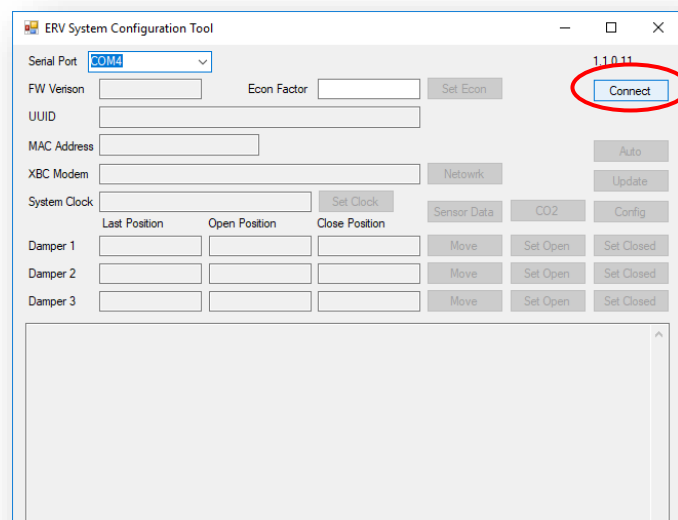 ERV System Configuration Tool
Serial Port COM4 1.1.0.11
FW Verison Econ Factor Set Econ Connect
UUID
MAC Address Auto
XBC Modem Netowrk Update
System Clock Set Clock Sensor Data CO2 Config
Last Position Open Position Close Position
Damper 1 Move Set Open Set Closed
Damper 2 Move Set Open Set Closed
Damper 3 Move Set Open Set Closed